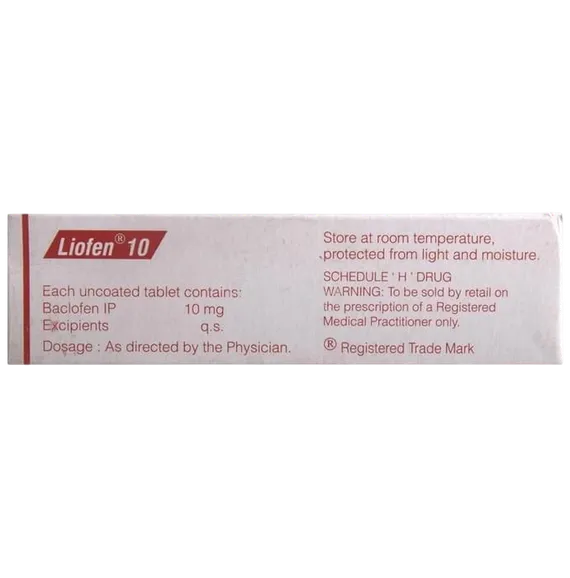 Liofen® 10
Each uncoated tablet contains:
Baclofen IP 10 mg
Excipients q.s.
Dosage : As directed by the Physician.
Store at room temperature,
protected from light and moisture.
SCHEDULE ' H ' DRUG
WARNING: To be sold by retail on
the prescription of a Registered
Medical Practitioner only.
® Registered Trade Mark